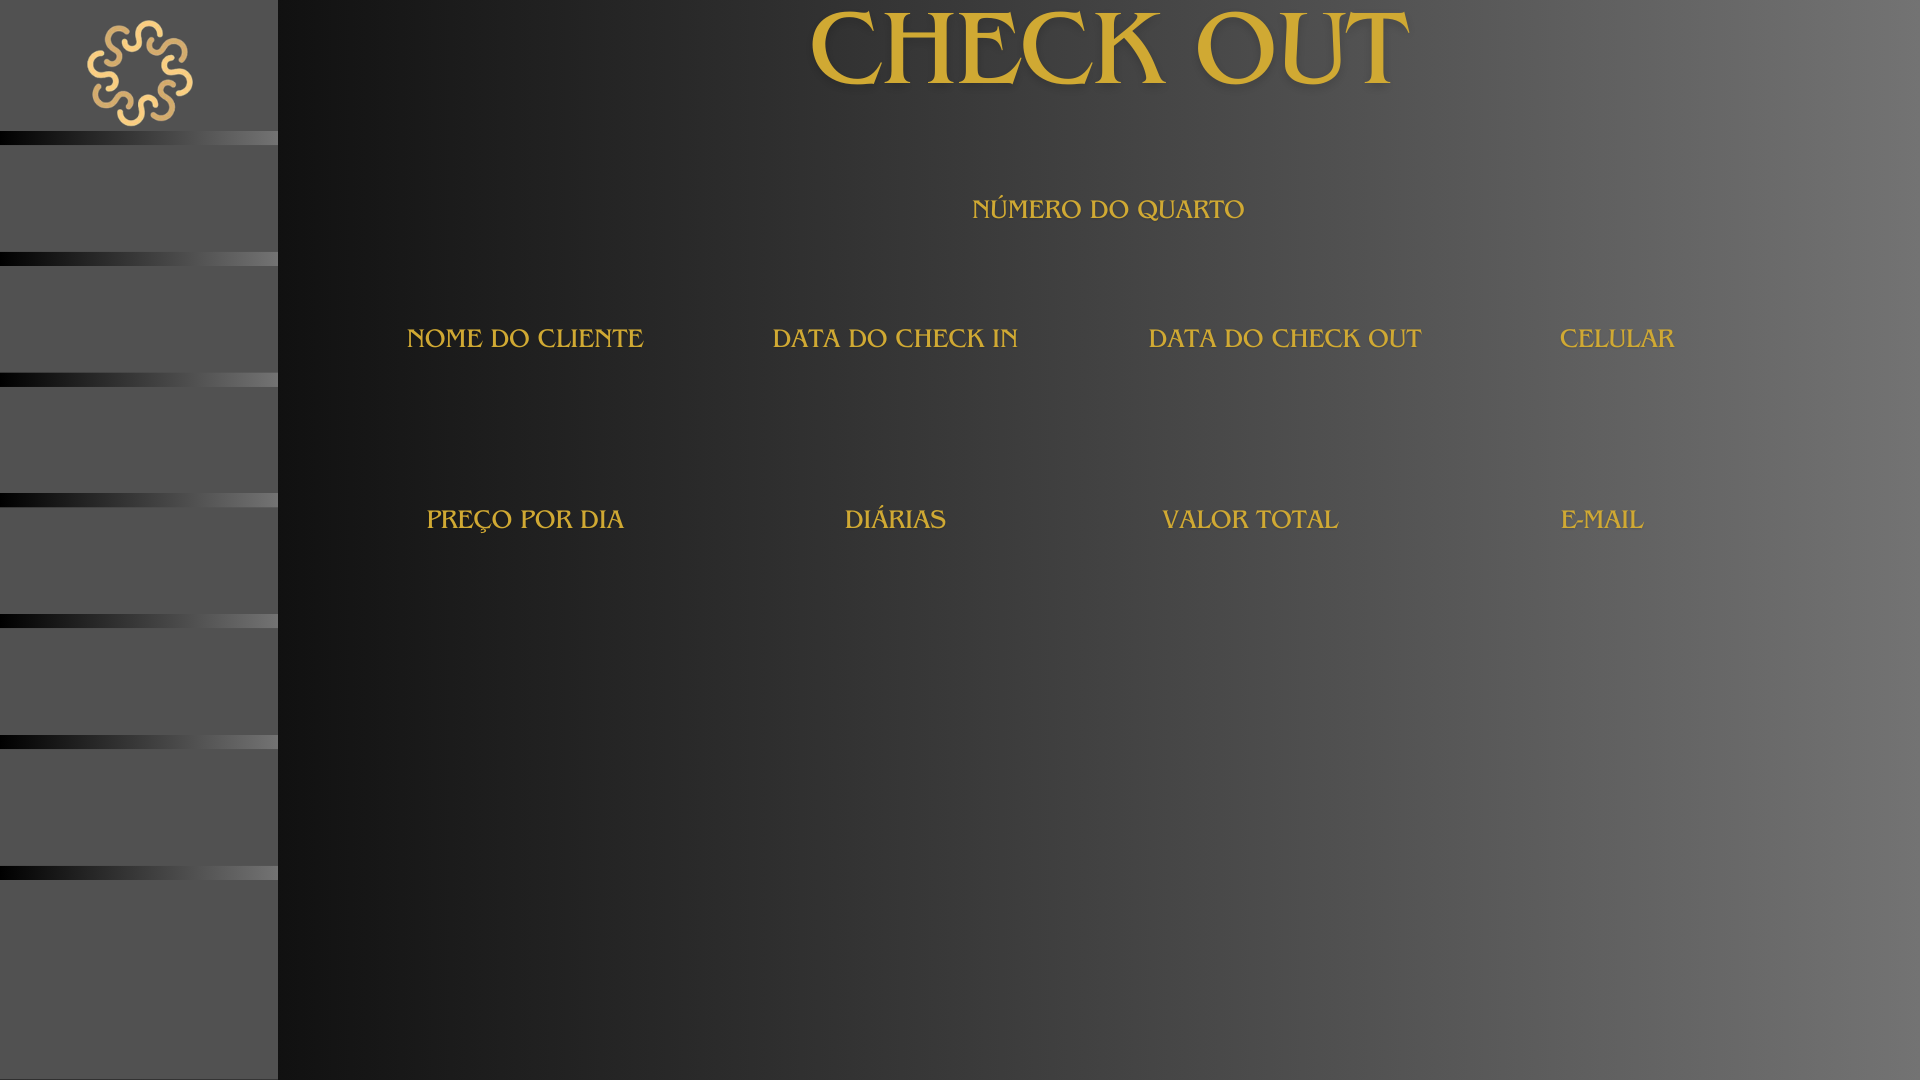 CHECK OUT
NÚMERO DO QUARTO
NOME DO CLIENTE DATA DO CHECK IN DATA DO CHECK OUT CELULAR
PREÇO POR DIA DIÁRIAS VALOR TOTAL E-MAIL